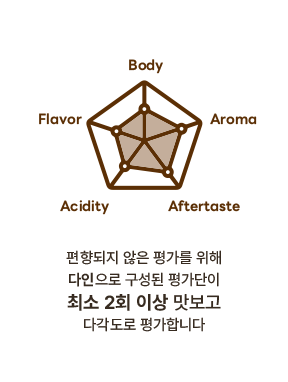 Body
Flavor
Aroma
Acidity
Aftertaste
편향되지 않은 평가를 위해
다인으로 구성된 평가단이
최소 2회 이상 맛보고
다각도로 평가합니다